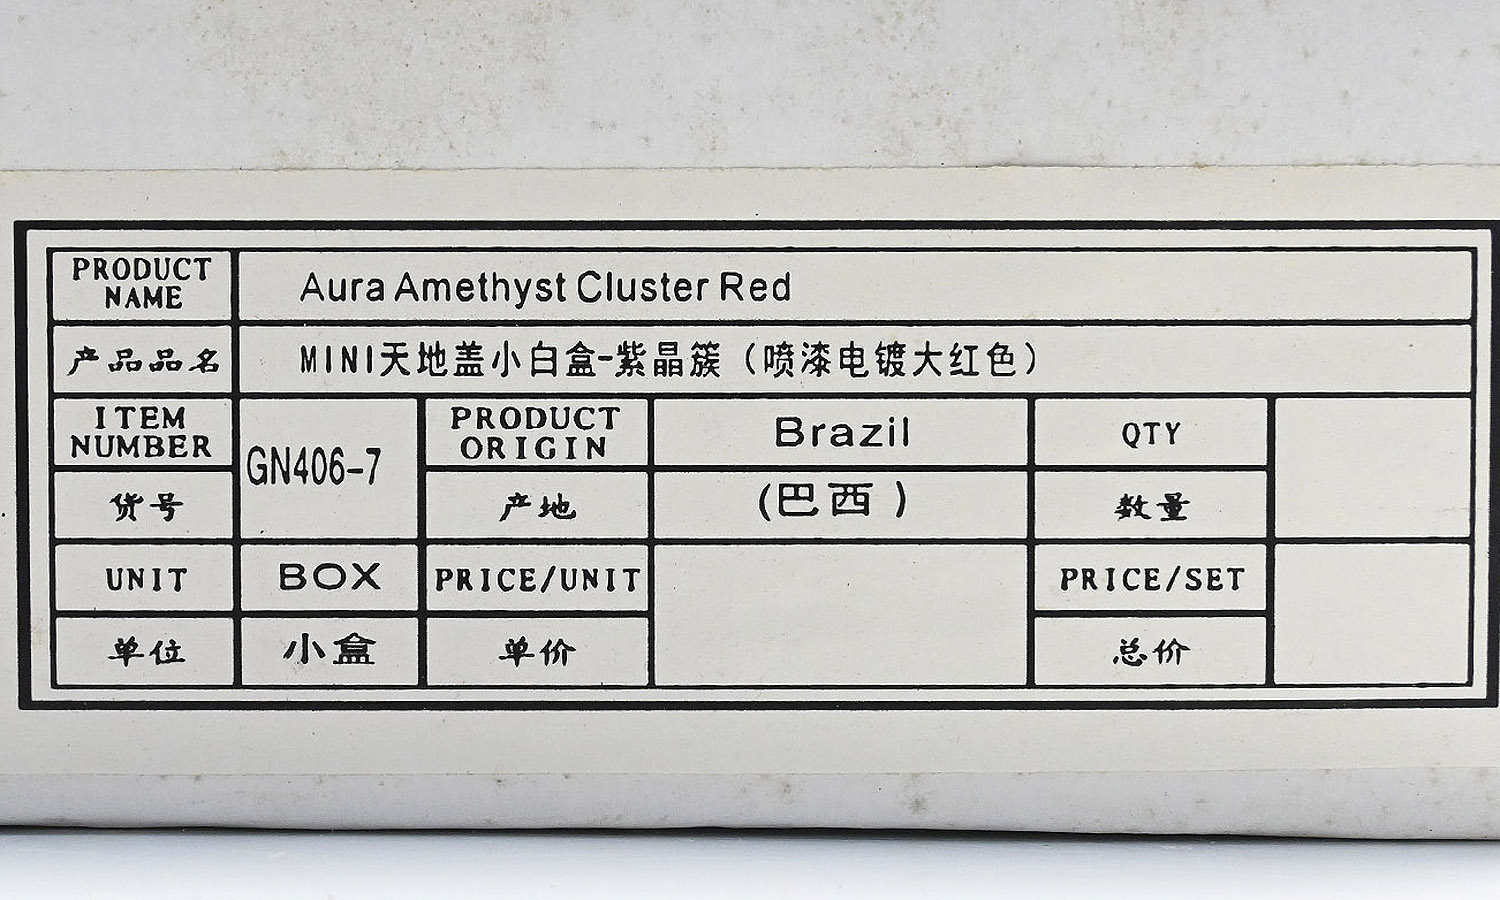 PRODUCT
NAME
Aura Amethyst Cluster Red
产品品名
MINI天地盖小白盒-紫晶簇（喷漆电镀大红色）
ITEM
NUMBER
GN406-7
PRODUCT
ORIGIN
Brazil
QTY
货号
产地
(巴西)
数量
UNIT
BOX
PRICE/UNIT
PRICE/SET
单位
小盒
单价
总价